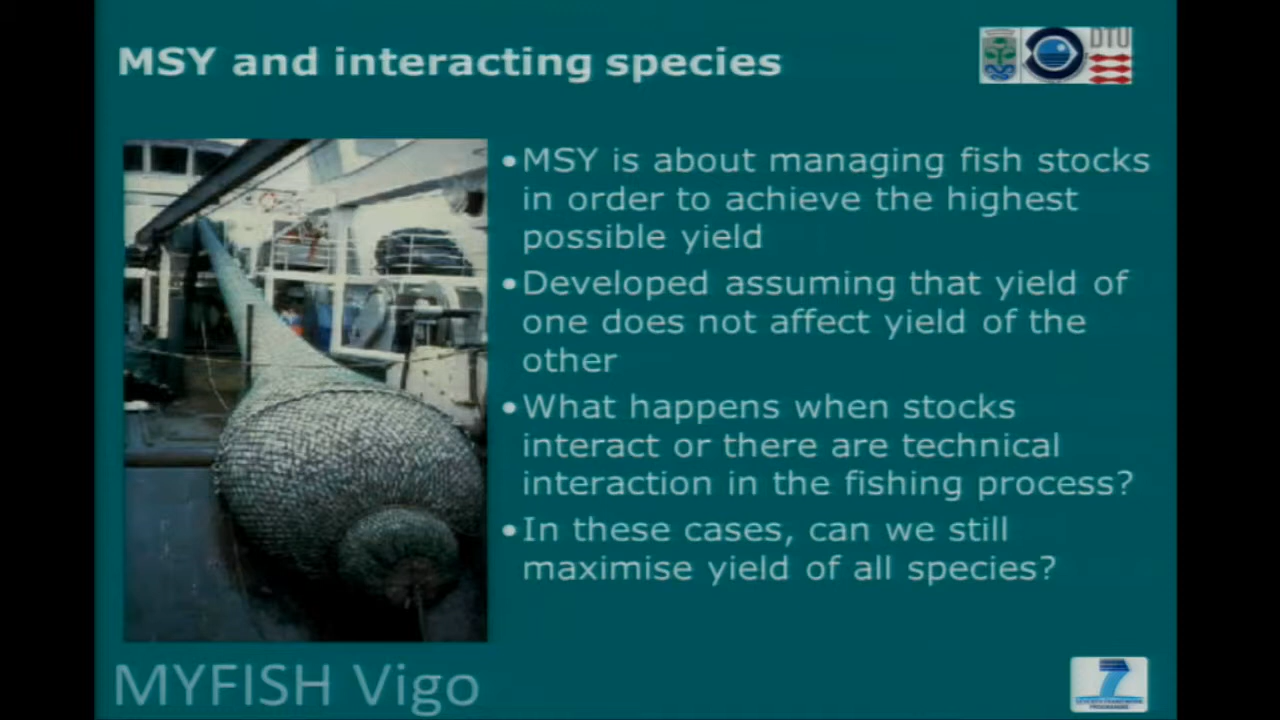 MSY and interacting species
DTU
•MSY is about managing fish stocks
in order to achieve the highest
possible yield
•Developed assuming that yield of
one does not affect yield of the
other
•What happens when stocks
interact or there are technical
interaction in the fishing process?
•In these cases, can we still
maximise yield of all species?
MYFISH Vigo
7
SEVENTH FRAMEWORK
PROGRAMME